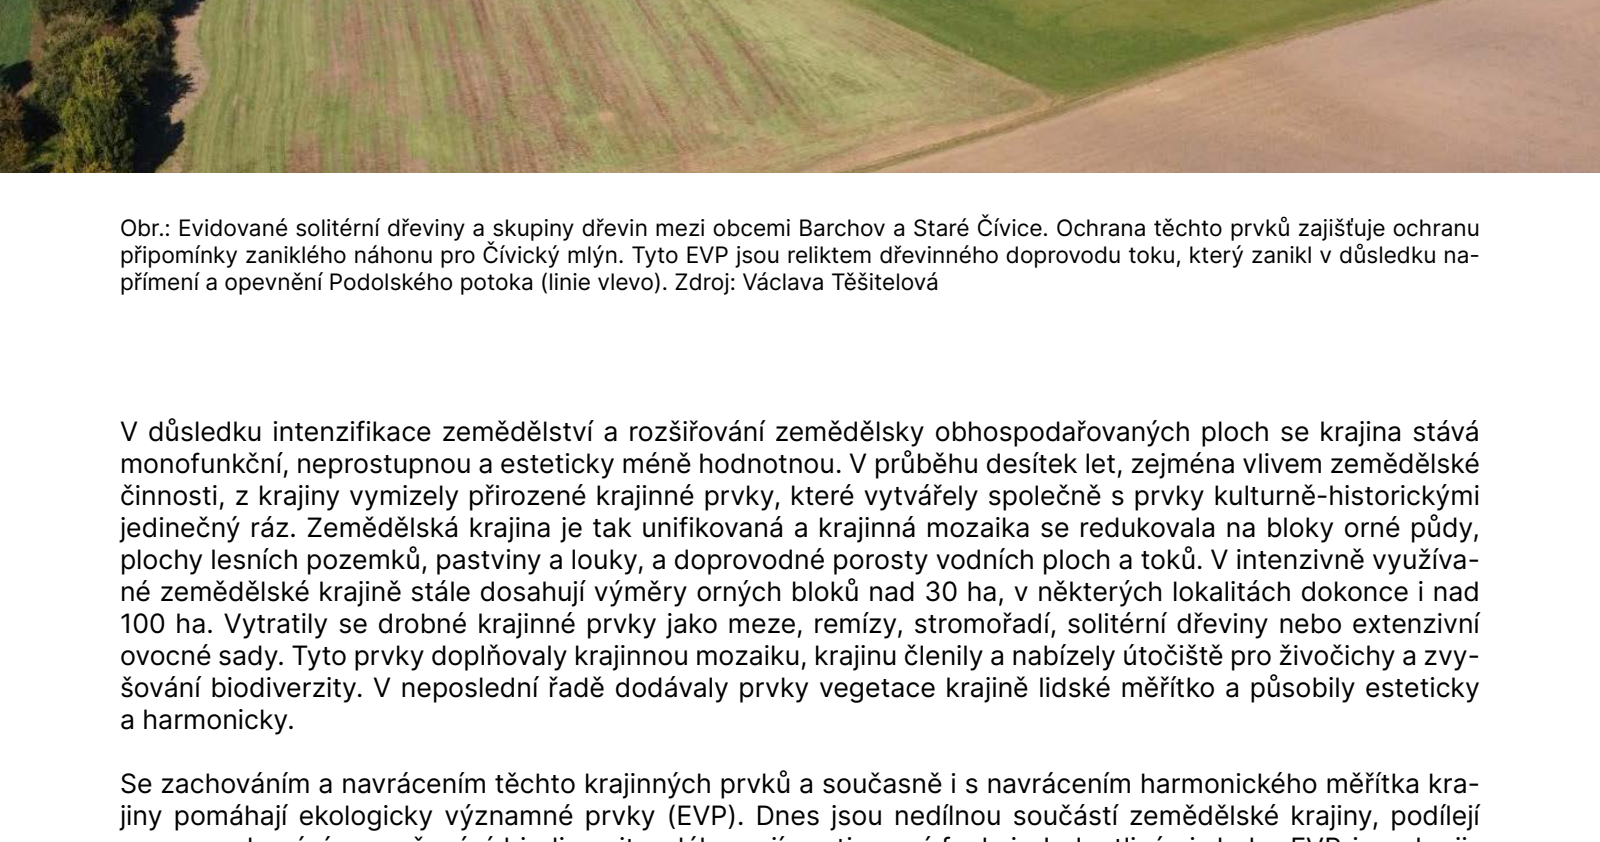 Obr.: Evidované solitérní dřeviny a skupiny dřevin mezi obcemi Barchov a Staré Čívice. Ochrana těchto prvků zajišťuje ochranu
připomínky zaniklého náhonu pro Čívický mlýn. Tyto EVP jsou reliktem dřevinného doprovodu toku, který zanikl v důsledku na-
přímení a opevnění Podolského potoka (linie vlevo). Zdroj: Václava Těšitelová
V důsledku intenzifikace zemědělství a rozšiřování zemědělsky obhospodařovaných ploch se krajina stává
monofunkční, neprostupnou a esteticky méně hodnotnou. V průběhu desítek let, zejména vlivem zemědělské
činnosti, z krajiny vymizely přirozené krajinné prvky, které vytvářely společně s prvky kulturně-historickými
jedinečný ráz. Zemědělská krajina je tak unifikovaná a krajinná mozaika se redukovala na bloky orné půdy,
plochy lesních pozemků, pastviny a louky, a doprovodné porosty vodních ploch a toků. V intenzivně využíva-
né zemědělské krajině stále dosahují výměry orných bloků nad 30 ha, v některých lokalitách dokonce i nad
100 ha. Vytratily se drobné krajinné prvky jako meze, remízy, stromořadí, solitérní dřeviny nebo extenzivní
ovocné sady. Tyto prvky doplňovaly krajinnou mozaiku, krajinu členily a nabízely útočiště pro živočichy a zvy-
šování biodiverzity. V neposlední řadě dodávaly prvky vegetace krajině lidské měřítko a působily esteticky
a harmonicky.
Se zachováním a navrácením těchto krajinných prvků a současně i s navrácením harmonického měřítka kra-
jiny pomáhají ekologicky významné prvky (EVP). Dnes jsou nedílnou součástí zemědělské krajiny, podílejí